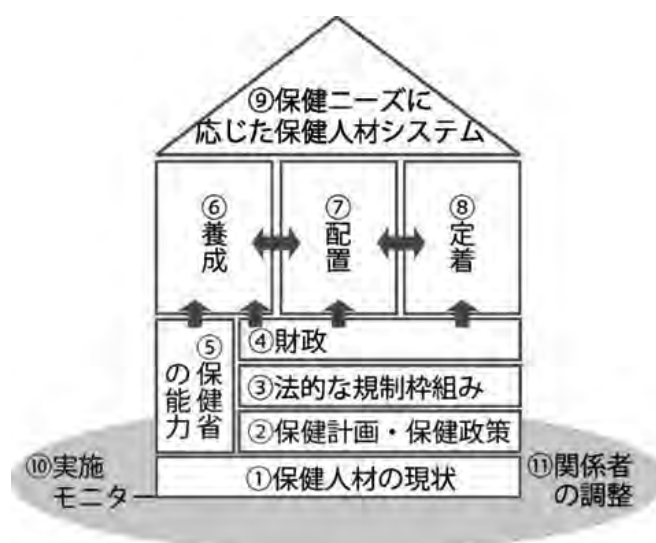 ⑨保健ニーズに
応じた保健人材システム
⑥養成
⑦配置
⑧定着
⑤保健省
の能力
④財政
③法的な規制枠組み
②保健計画・保健政策
①保健人材の現状
⑩実施
モニター
⑪関係者
の調整